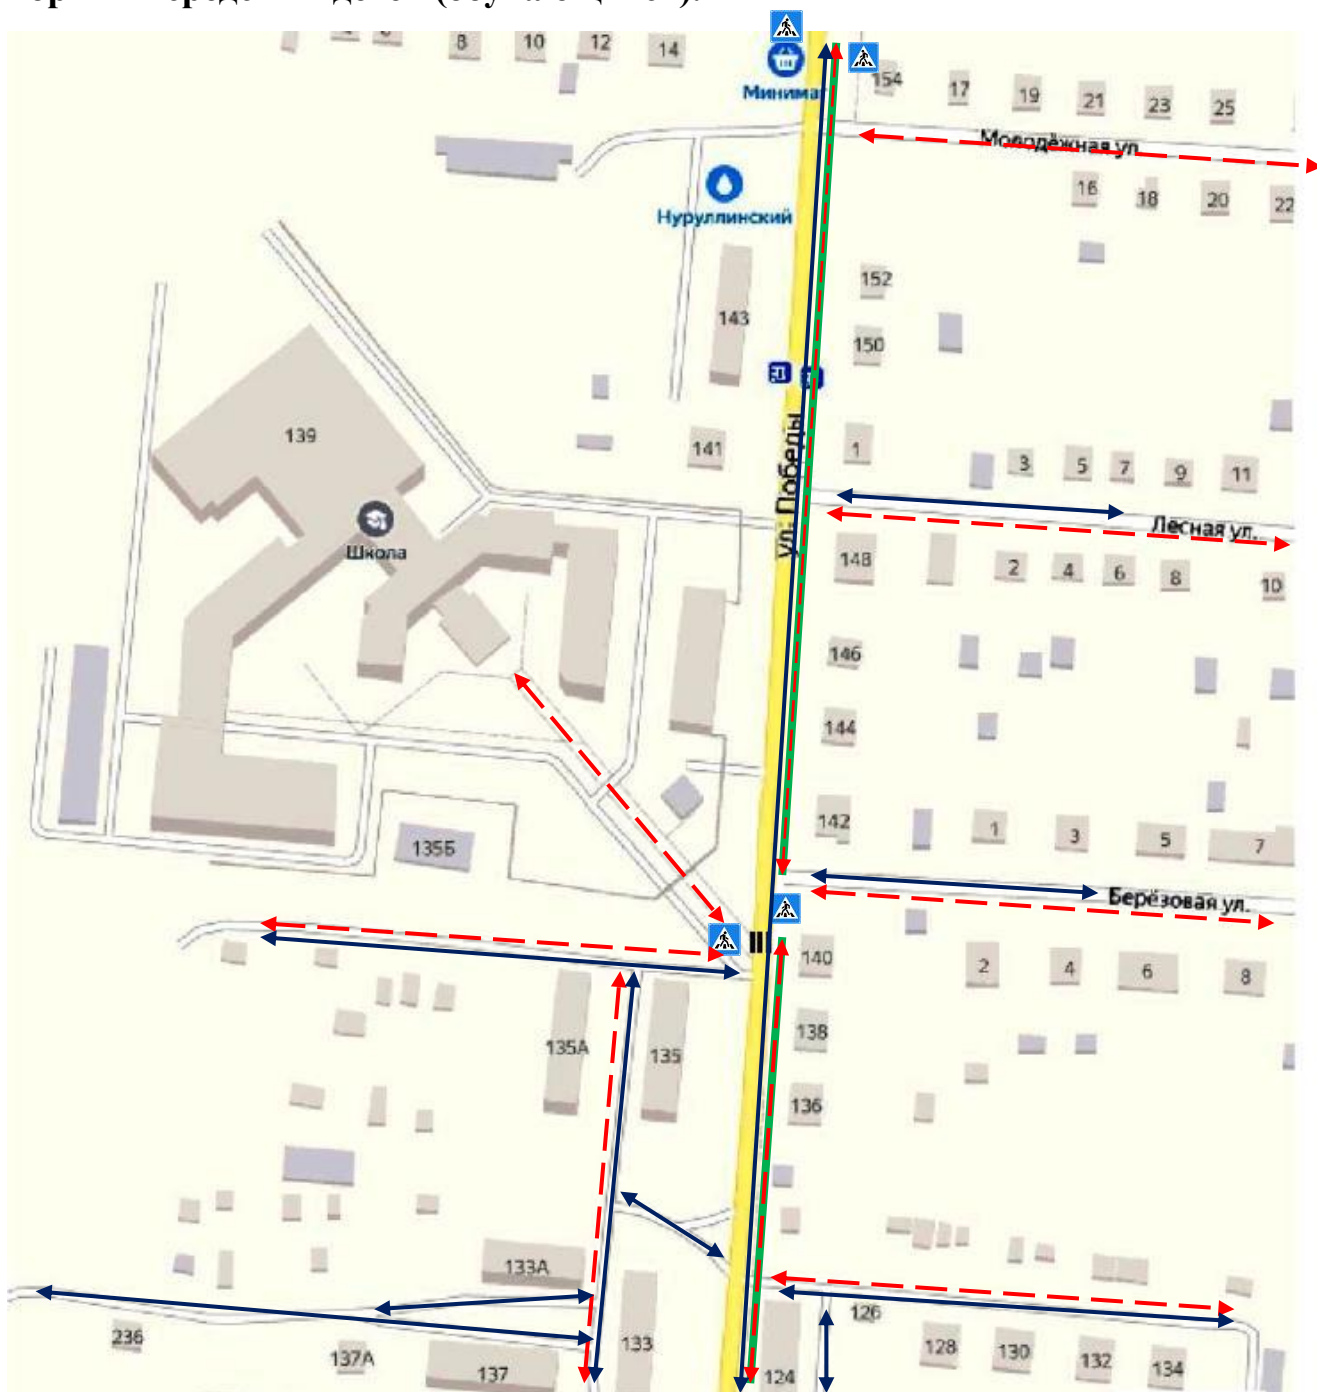 8 10 12 14
Минима
154 17 19 21 23 25
Молодёжная ул
16 18 20 22
Нуруллинский
152
143
150
139
141
1 3 5 7 9 11
ул. Победы
Лесная ул.
Школа
148 2 4 6 8 10
146
144
142 1 3 5 7
135Б
Берёзовая ул.
140 2 4 6 8
138
135А 135
136
133А
126
236 137А 133 128 130 132 134
137 124